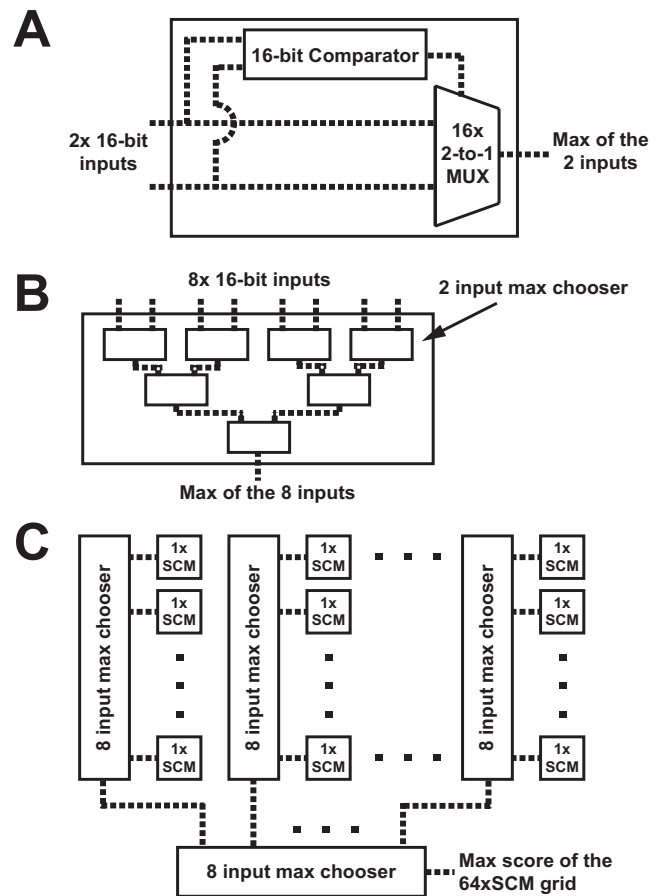 A
16-bit Comparator
2x 16-bit
inputs
16x
2-to-1
MUX
Max of the
2 inputs
B
8x 16-bit inputs
2 input max chooser
Max of the 8 inputs
C
8 input max chooser
1x
SCM
1x
SCM
1x
SCM
8 input max chooser
1x
SCM
1x
SCM
1x
SCM
8 input max chooser
1x
SCM
1x
SCM
1x
SCM
8 input max chooser
Max score of the
64xSCM grid